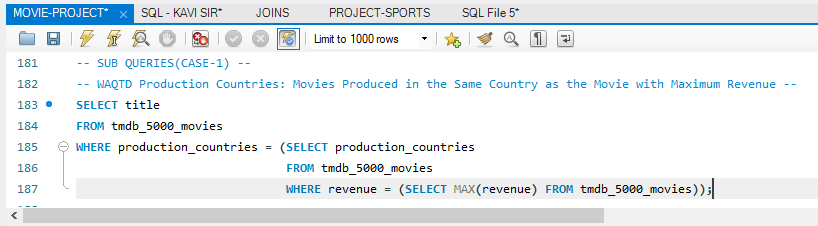 MOVIE-PROJECT* × SQL - KAVI SIR* JOINS PROJECT-SPORTS SQL File 5*
Limit to 1000 rows
181 -- SUB QUERIES(CASE-1) --
182 -- WAQTD Production Countries: Movies Produced in the Same Country as the Movie with Maximum Revenue --
183 SELECT title
184 FROM tmdb_5000_movies
185 WHERE production_countries = (SELECT production_countries
186 FROM tmdb_5000_movies
187 WHERE revenue = (SELECT MAX(revenue) FROM tmdb_5000_movies));